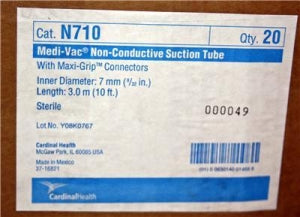 Cat. N710
Qty. 20
Medi-Vac® Non-Conductive Suction Tube
With Maxi-Grip™ Connectors
Inner Diameter: 7 mm (9/32 in.)
Length: 3.0 m (10 ft.)
Sterile
000049
Lot No. Y08K0767
Cardinal Health
McGaw Park, IL 60085 USA
Made in Mexico
37-16821
CardinalHealth